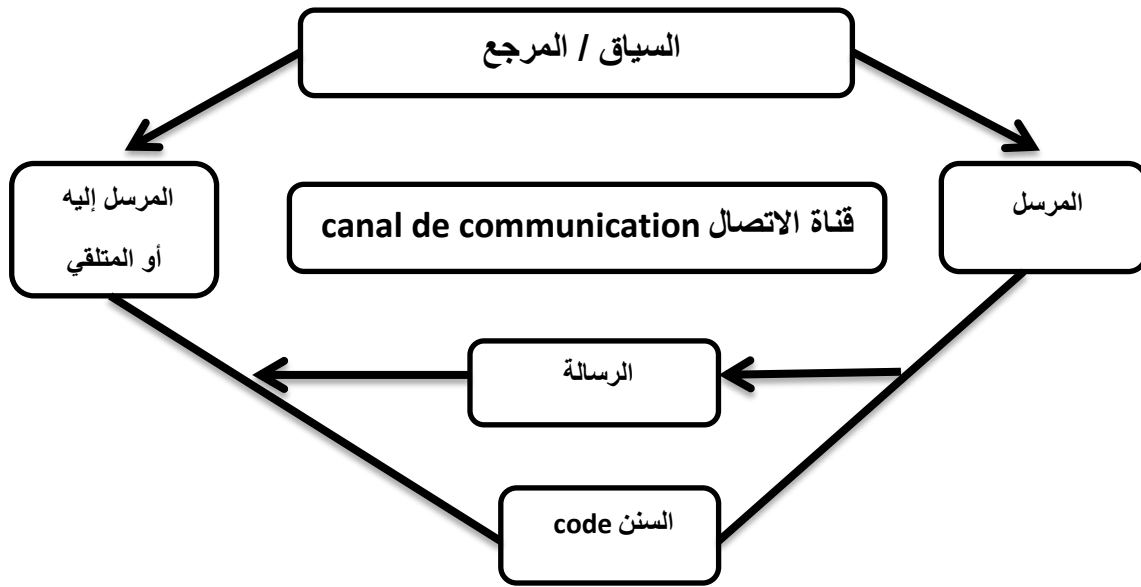 السياق / المرجع
المرسل
قناة الاتصال canal de communication
المرسل إليه
أو المتلقي
الرسالة
السنن code